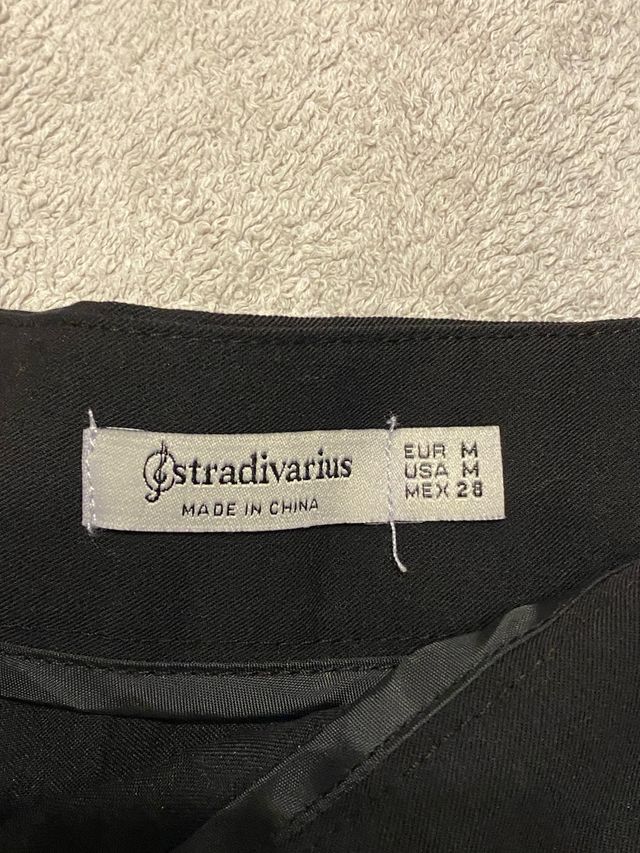 stradivarius
MADE IN CHINA
EUR M
USA M
MEX 28